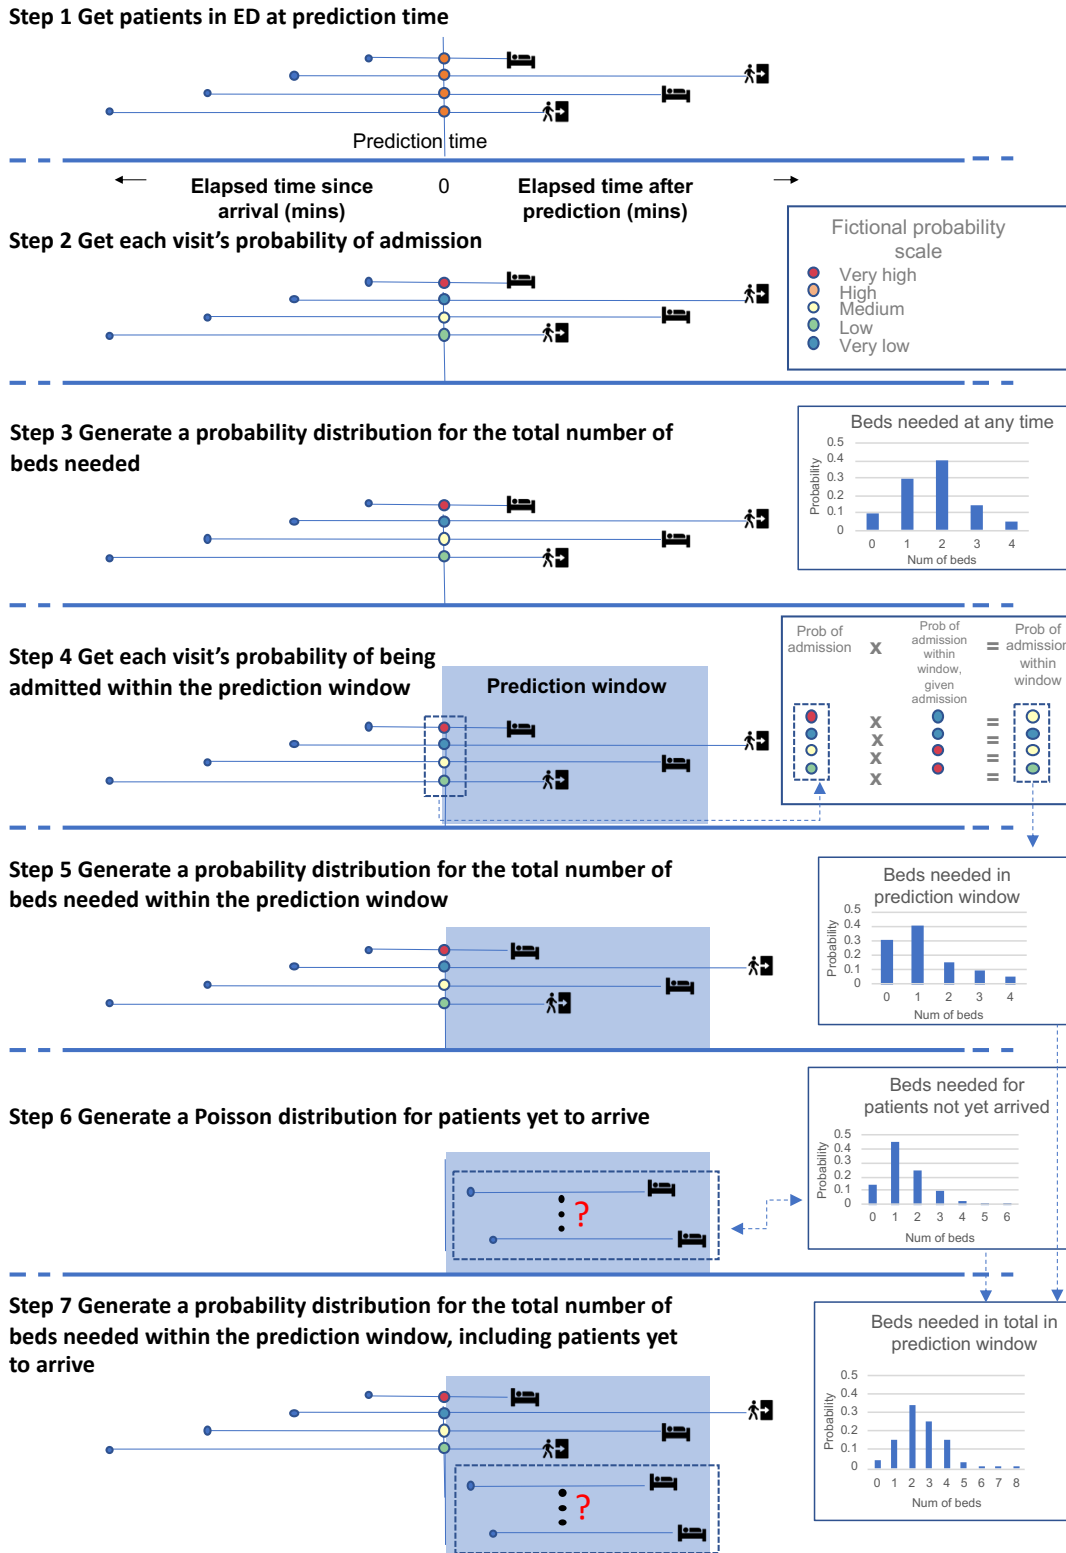 Step 1 Get patients in ED at prediction time
Prediction time
Elapsed time since
arrival (mins)
0
Elapsed time after
prediction (mins)
Step 2 Get each visit's probability of admission
Fictional probability
scale
Very high
High
Medium
Low
Very low
Step 3 Generate a probability distribution for the total number of
beds needed
Beds needed at any time
Probability
0.5
0.4
0.3
0.2
0.1
0
0 1 2 3 4
Num of beds
Step 4 Get each visit's probability of being
admitted within the prediction window
Prediction window
Prob of
admission
x
Prob of
admission
within
window,
given
admission
=
Prob of
admission
within
window
x =
x =
x =
x =
Step 5 Generate a probability distribution for the total number of
beds needed within the prediction window
Beds needed in
prediction window
Probability
0.5
0.4
0.3
0.2
0.1
0
0 1 2 3 4
Num of beds
Step 6 Generate a Poisson distribution for patients yet to arrive
?
Beds needed for
patients not yet arrived
Probability
0.5
0.4
0.3
0.2
0.1
0
0 1 2 3 4 5 6
Num of beds
Step 7 Generate a probability distribution for the total number of
beds needed within the prediction window, including patients yet
to arrive
?
Beds needed in total in
prediction window
Probability
0.5
0.4
0.3
0.2
0.1
0
0 1 2 3 4 5 6 7 8
Num of beds